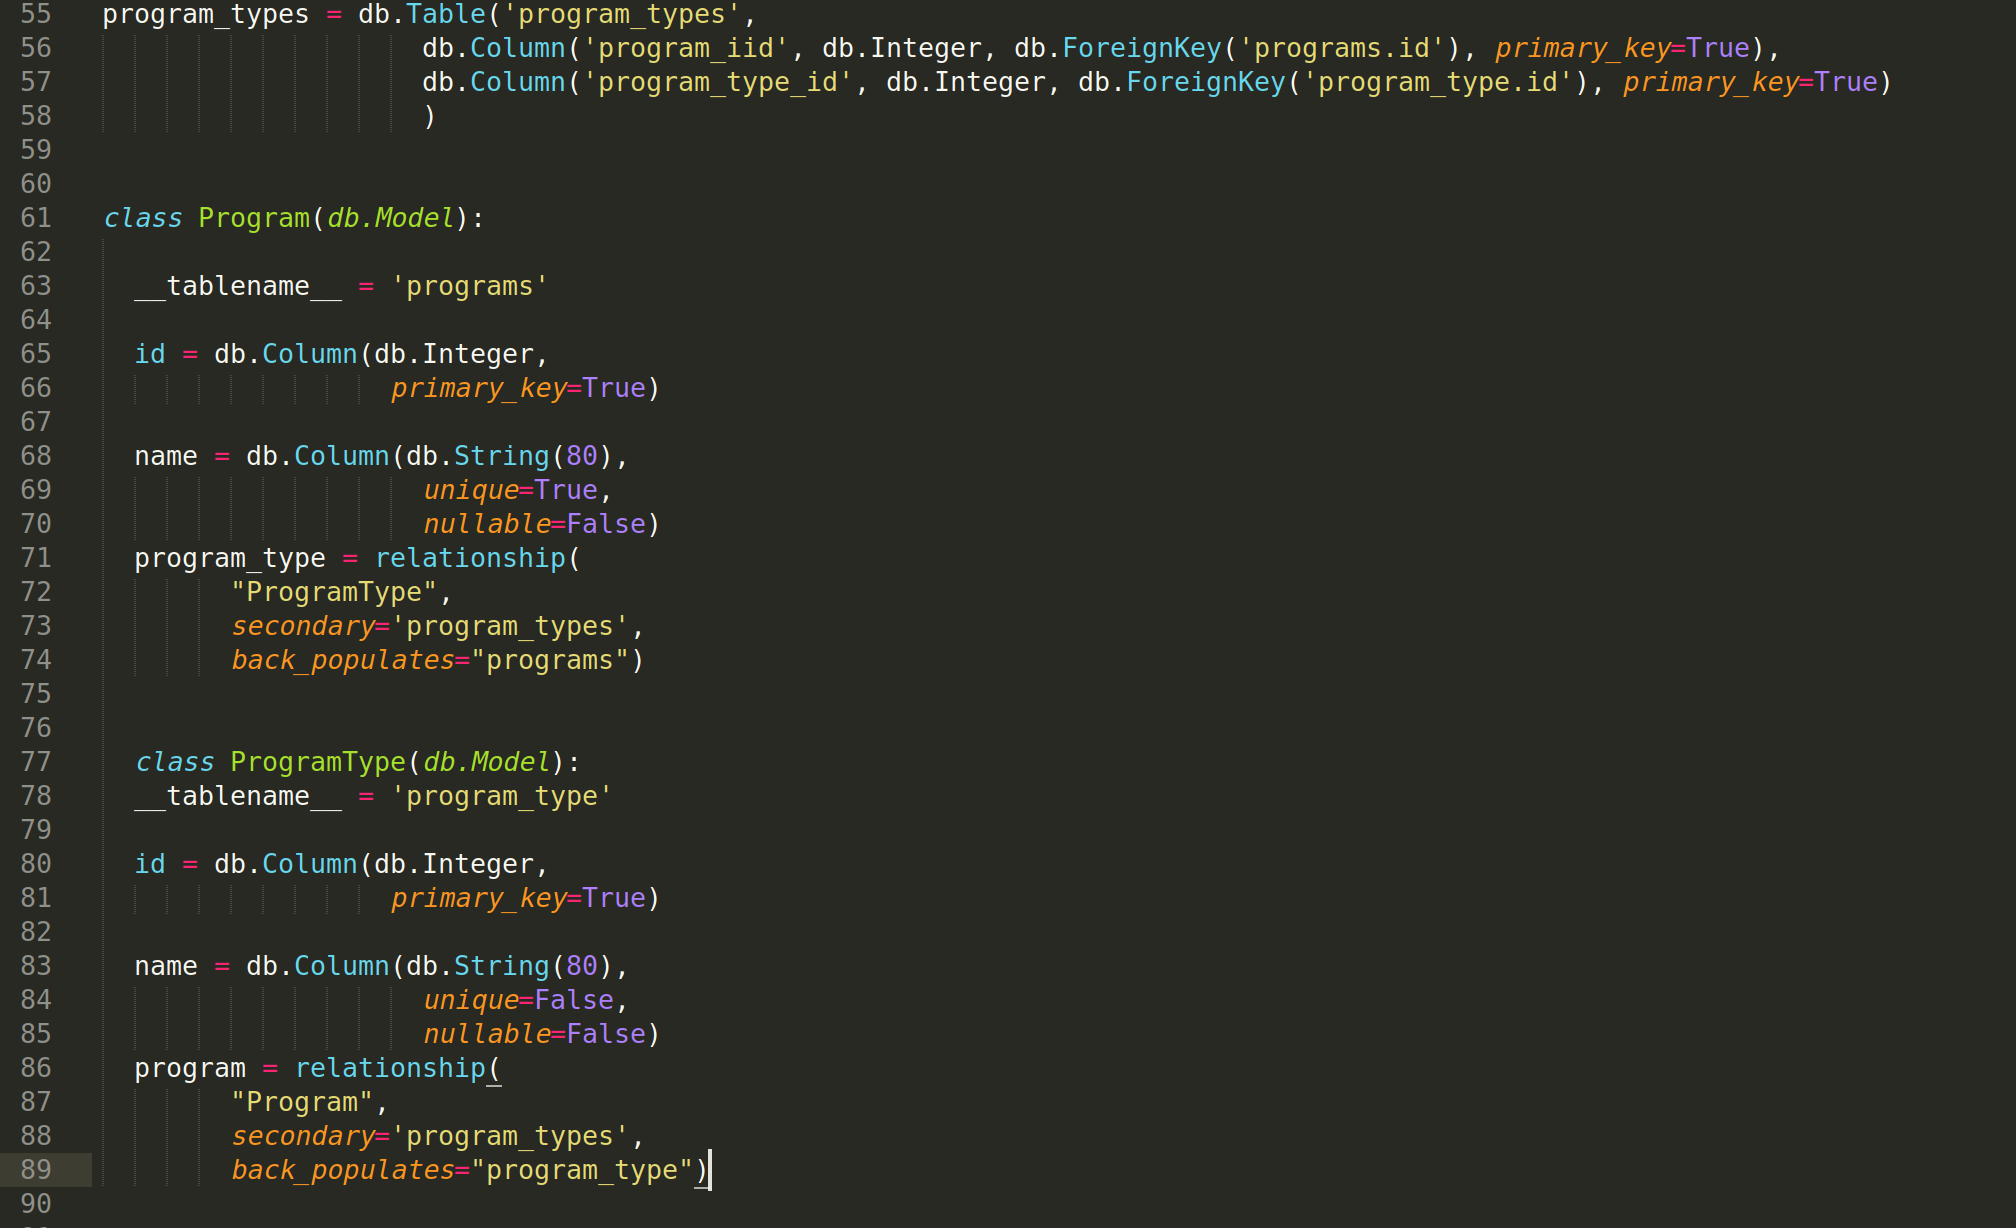 55 program_types = db.Table('program_types',
56 db.Column('program_iid', db.Integer, db.ForeignKey('programs.id'), primary_key=True),
57 db.Column('program_type_id', db.Integer, db.ForeignKey('program_type.id'), primary_key=True)
58 )
59
60
61 class Program(db.Model):
62
63 __tablename__ = 'programs'
64
65 id = db.Column(db.Integer,
66 primary_key=True)
67
68 name = db.Column(db.String(80),
69 unique=True,
70 nullable=False)
71 program_type = relationship(
72 "ProgramType",
73 secondary='program_types',
74 back_populates="programs")
75
76
77 class ProgramType(db.Model):
78 __tablename__ = 'program_type'
79
80 id = db.Column(db.Integer,
81 primary_key=True)
82
83 name = db.Column(db.String(80),
84 unique=False,
85 nullable=False)
86 program = relationship(
87 "Program",
88 secondary='program_types',
89 back_populates="program_type")
90